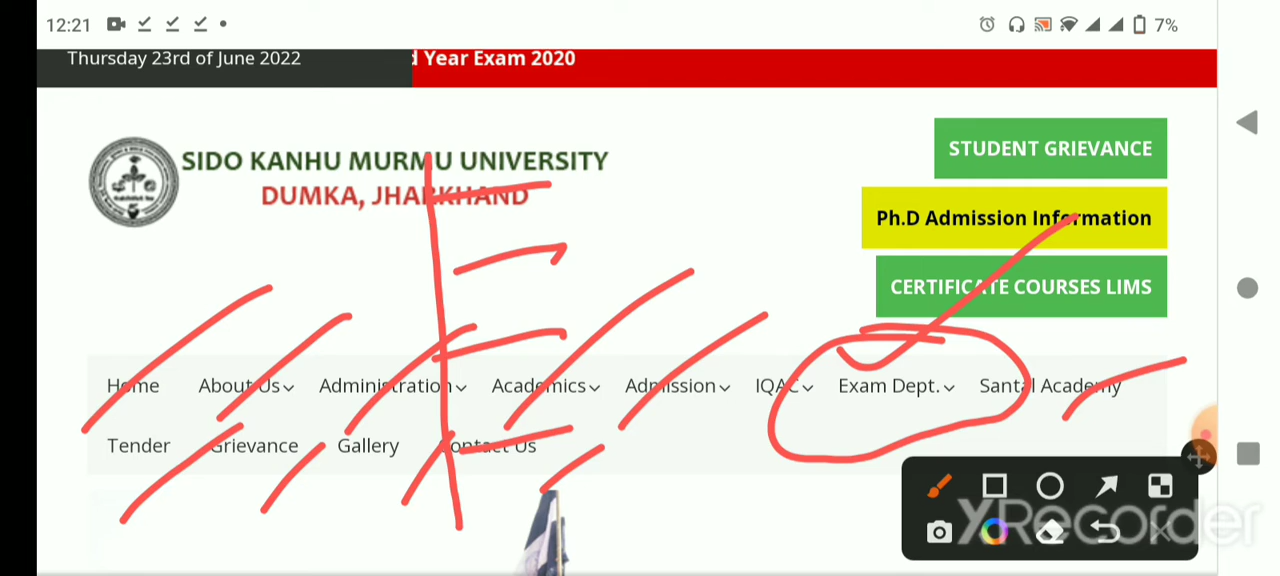 12:21
7%
Thursday 23rd of June 2022
d Year Exam 2020
SIDO KANHU MURMU UNIVERSITY
DUMKA, JHARKHAND
STUDENT GRIEVANCE
Ph.D Admission Information
CERTIFICATE COURSES LIMS
Home About Us Administration Academics Admission IQAC Exam Dept. Santal Academy
Tender Grievance Gallery Contact Us
XRecorder